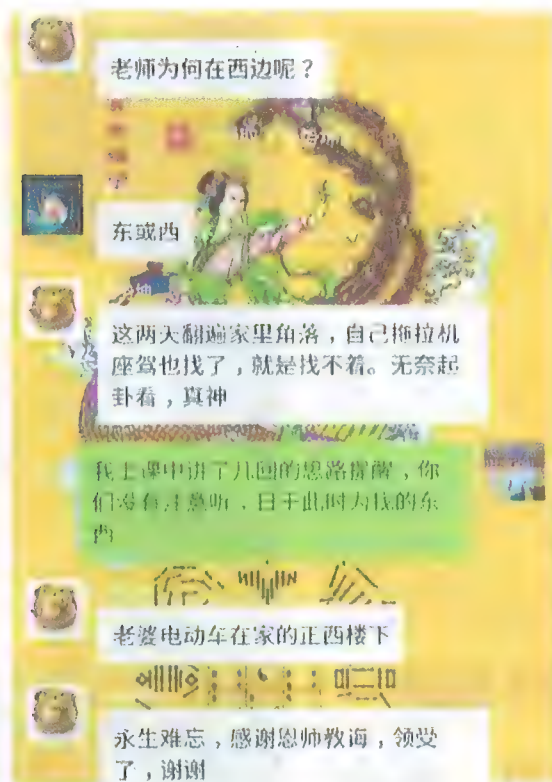 老师为何在西边呢？
东或西
这两天翻遍家里角落，自己拖拉机
座驾也找了，就是找不着。无奈起
卦看，真神
我上课中讲了几回的思路提醒，你
们没有注意听，日干此时为找的东
西
老婆电动车在家的正西楼下
永生难忘，感谢恩师教诲，领受
了，谢谢